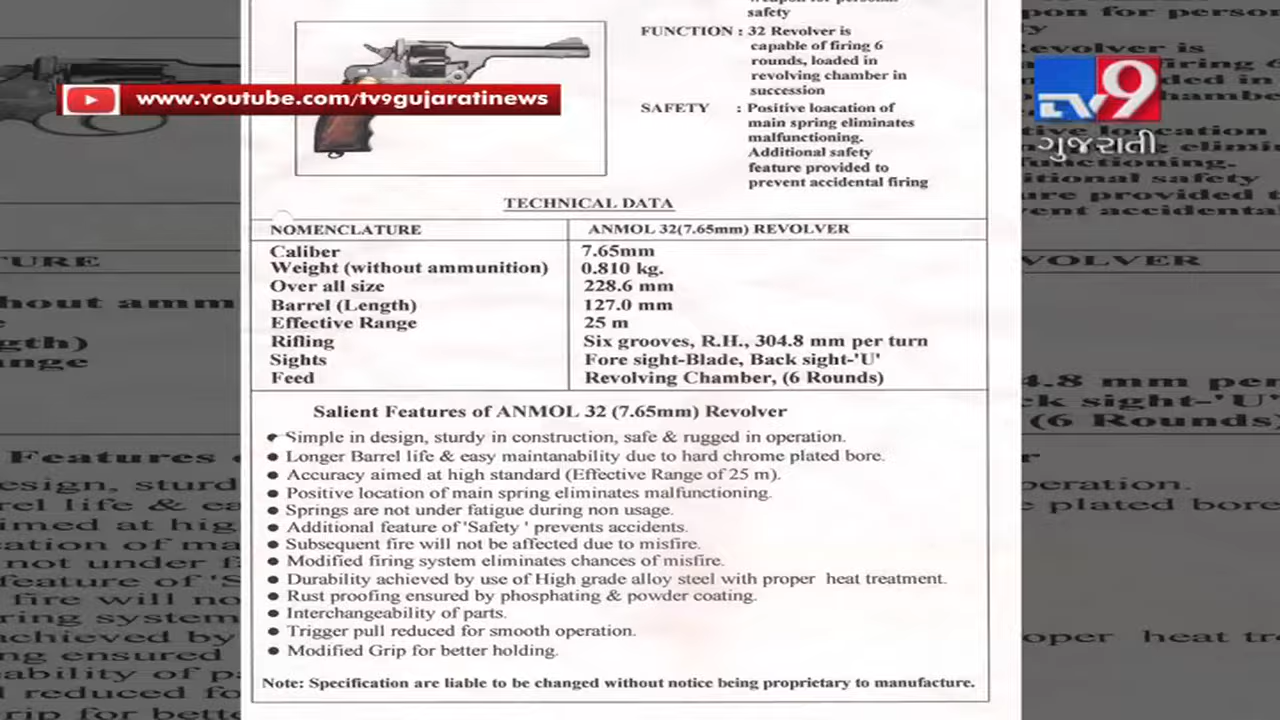 weapon for personal
safety
FUNCTION : 32 Revolver is
capable of firing 6
rounds, loaded in
revolving chamber in
succession
SAFETY : Positive loacation of
main spring eliminates
malfunctioning.
Additional safety
feature provided to
prevent accidental firing
www.Youtube.com/tv9gujaratinews
TV9
ગુજરાતી
TECHNICAL DATA
NOMENCLATURE ANMOL 32(7.65mm) REVOLVER
Caliber 7.65mm
Weight (without ammunition) 0.810 kg.
Over all size 228.6 mm
Barrel (Length) 127.0 mm
Effective Range 25 m
Rifling Six grooves, R.H., 304.8 mm per turn
Sights Fore sight-Blade, Back sight-'U'
Feed Revolving Chamber, (6 Rounds)
Salient Features of ANMOL 32 (7.65mm) Revolver
● Simple in design, sturdy in construction, safe & rugged in operation.
● Longer Barrel life & easy maintanability due to hard chrome plated bore.
● Accuracy aimed at high standard (Effective Range of 25 m).
● Positive location of main spring eliminates malfunctioning.
● Springs are not under fatigue during non usage.
● Additional feature of 'Safety ' prevents accidents.
● Subsequent fire will not be affected due to misfire.
● Modified firing system eliminates chances of misfire.
● Durability achieved by use of High grade alloy steel with proper heat treatment.
● Rust proofing ensured by phosphating & powder coating.
● Interchangeability of parts.
● Trigger pull reduced for smooth operation.
● Modified Grip for better holding.
Note: Specification are liable to be changed without notice being proprietary to manufacture.